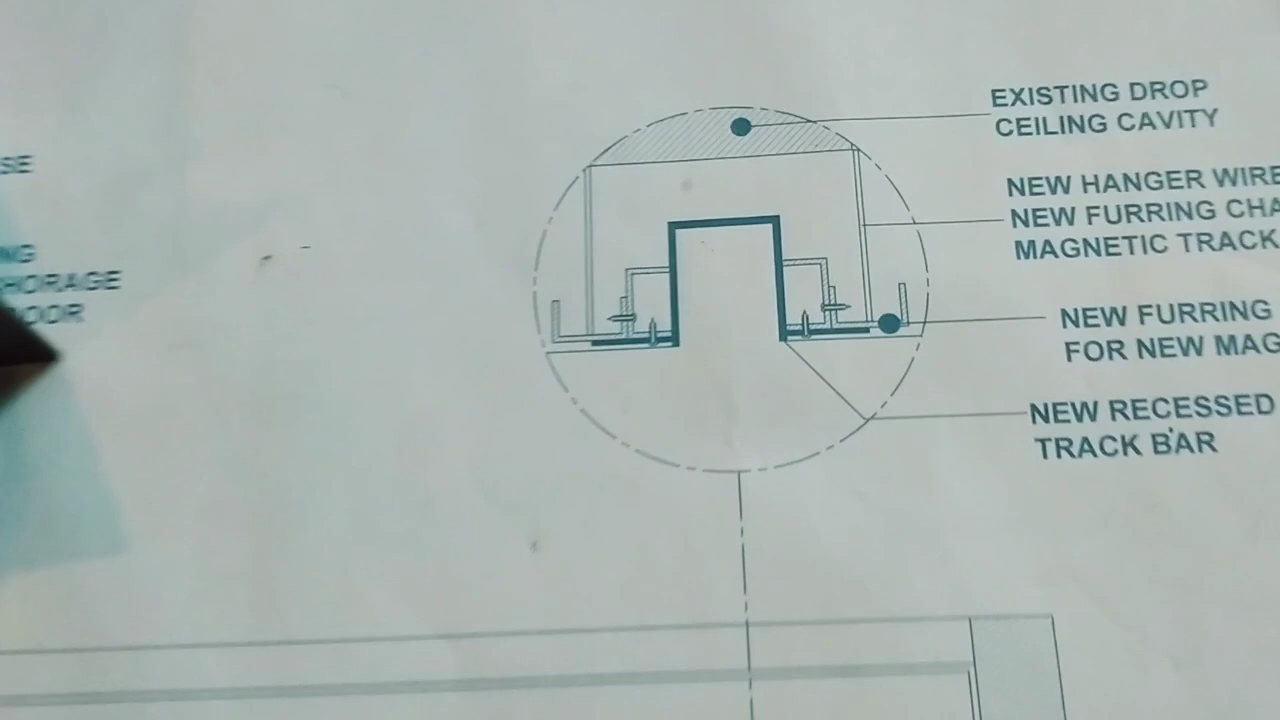 EXISTING DROP
CEILING CAVITY
NEW HANGER WIRE
NEW FURRING CHA
MAGNETIC TRACK
NEW FURRING
FOR NEW MAG
NEW RECESSED
TRACK BAR
SE
NG
HORAGE
OOR